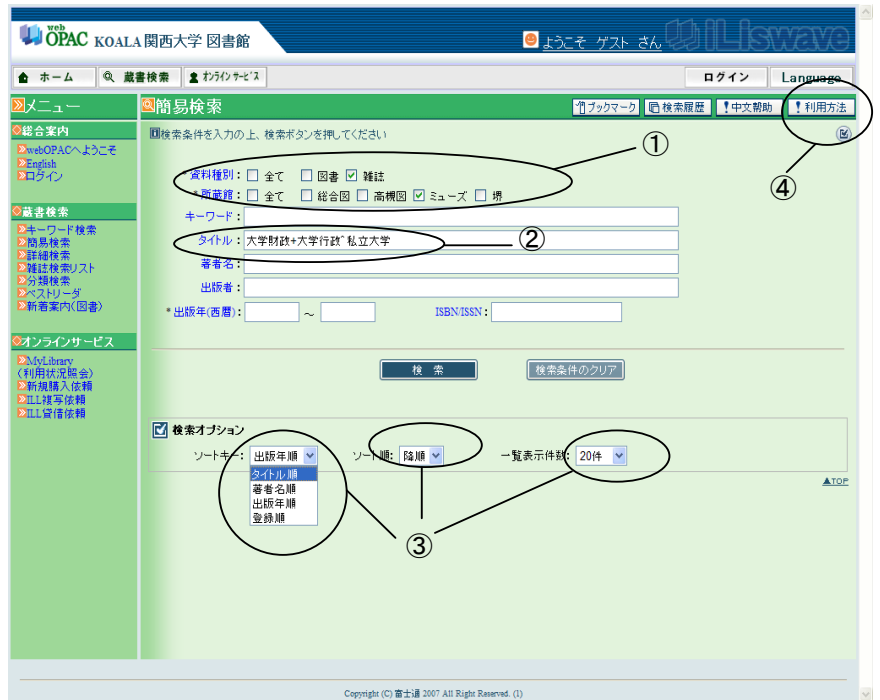 web
OPAC KOALA 関西大学 図書館
ようこそ ゲスト さん iLiswave
ホーム 蔵書検索 オンラインサービス ログイン Language
メニュー
簡易検索 ブックマーク 検索履歴 !中文幇助 !利用方法
総合案内
webOPACへようこそ
English
ログイン
検索条件を入力の上、検索ボタンを押してください
①
④
*資料種別: 全て 図書 雑誌
*所蔵館: 全て 総合図 高槻図 ミューズ 堺
蔵書検索
キーワード検索
簡易検索
詳細検索
雑誌検索リスト
分類検索
ベストリーダ
新着案内(図書)
キーワード:
タイトル: 大学財政+大学行政^私立大学
②
著者名:
出版者:
*出版年(西暦): ~ ISBN/ISSN:
オンラインサービス
MyLibrary
(利用状況照会)
新規購入依頼
ILL複写依頼
ILL貸借依頼
検 索 検索条件のクリア
検索オプション
ソートキー: 出版年順 ソート順: 降順 一覧表示件数: 20件
タイトル順
著者名順
出版年順
登録順
▲TOP
③
Copyright (C) 富士通 2007 All Right Reserved. (1)